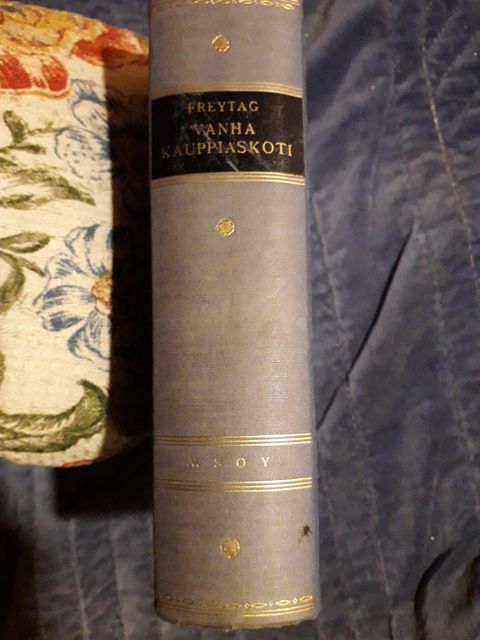 FREYTAG
VANHA
KAUPPIASKOTI
WSOY